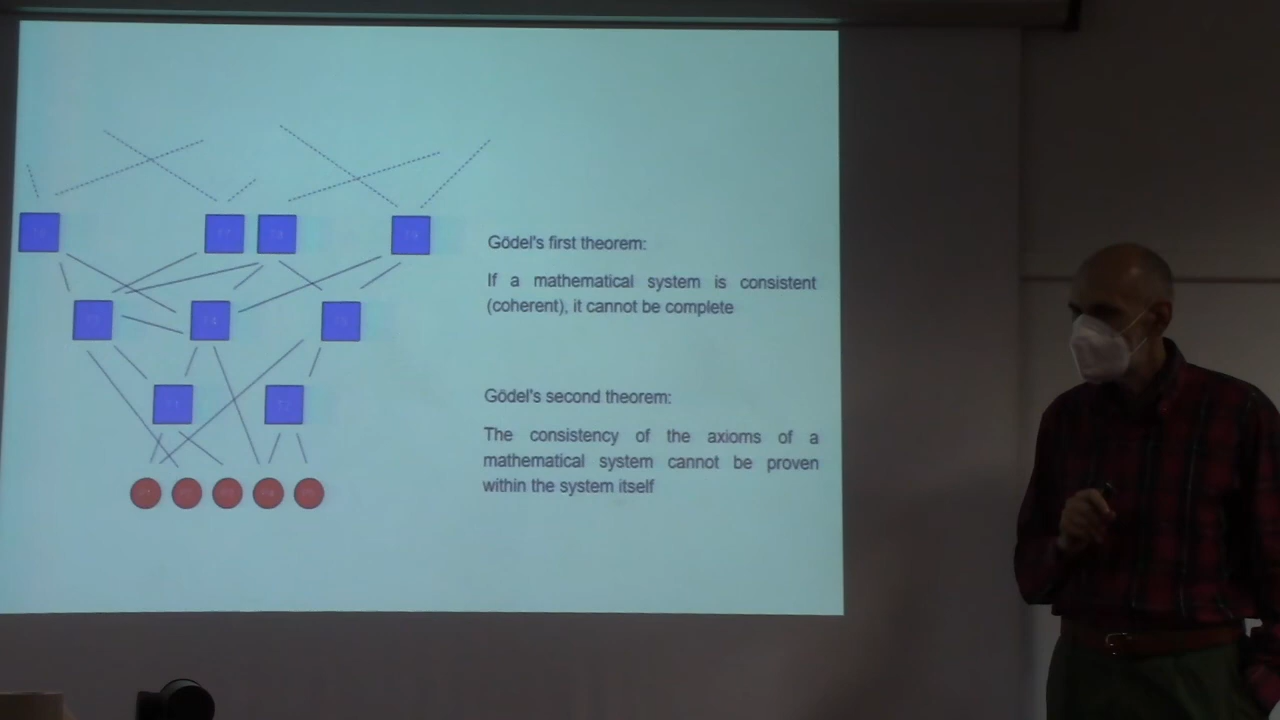 Gödel's first theorem:
If a mathematical system is consistent
(coherent), it cannot be complete
Gödel's second theorem:
The consistency of the axioms of a
mathematical system cannot be proven
within the system itself